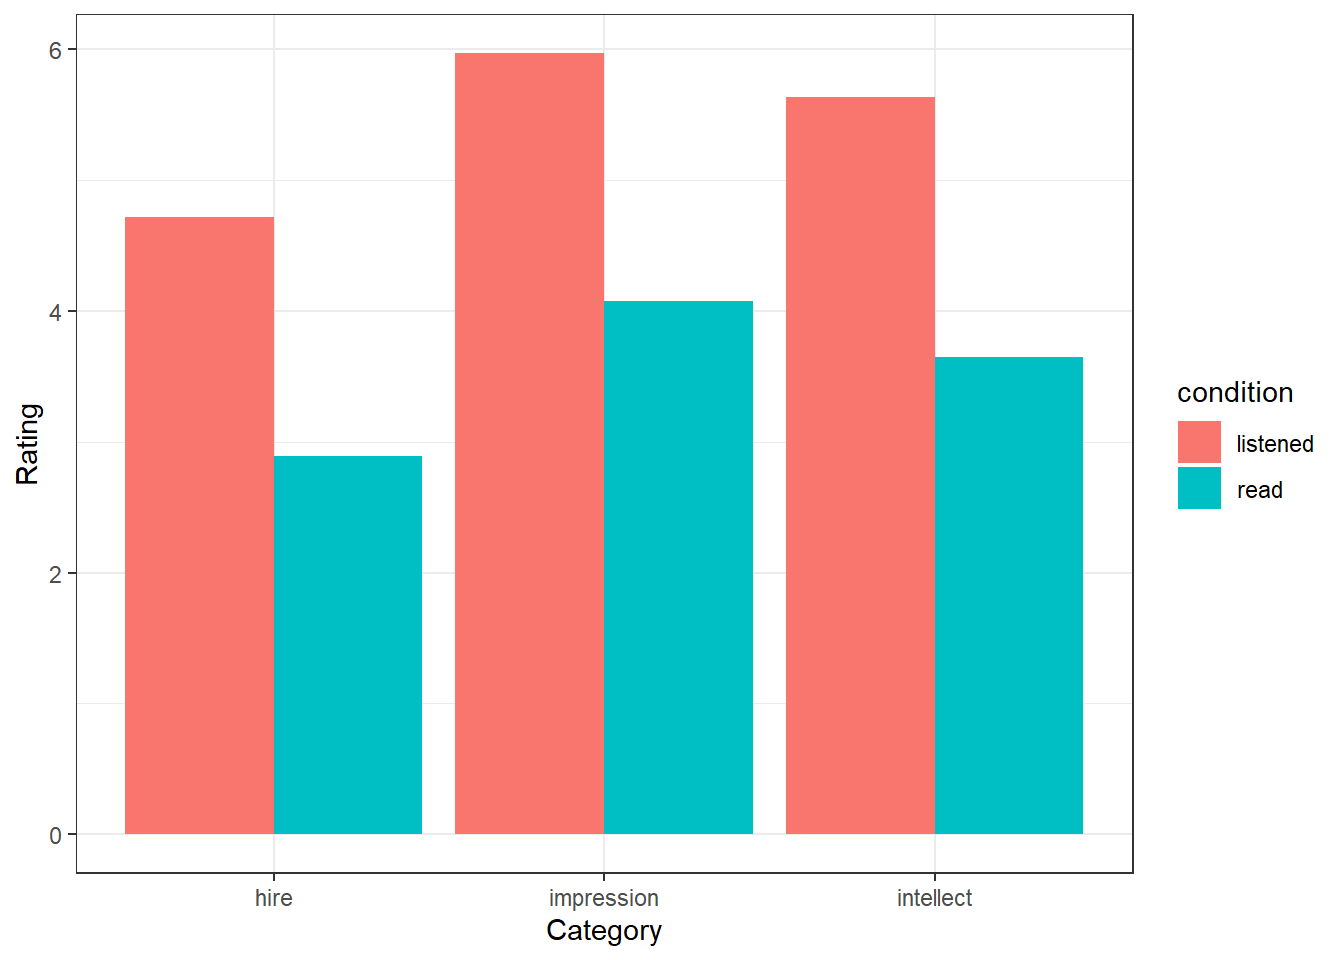 6
4
2
0
Rating
hire
impression
intellect
Category
condition
listened
read